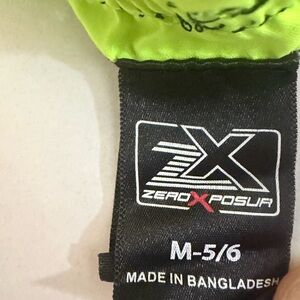 ZX
ZEROXPOSUR
M-5/6
MADE IN BANGLADESH